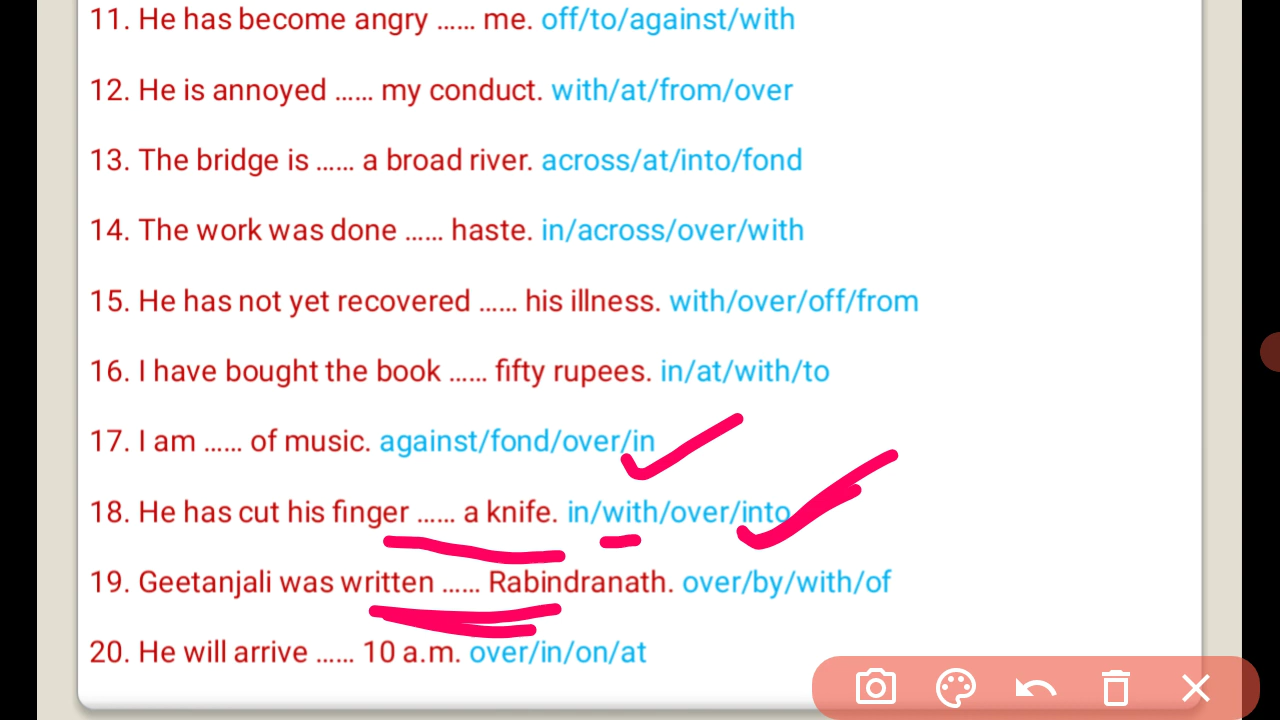 11. He has become angry ...... me. off/to/against/with
12. He is annoyed ...... my conduct. with/at/from/over
13. The bridge is ...... a broad river. across/at/into/fond
14. The work was done ...... haste. in/across/over/with
15. He has not yet recovered ...... his illness. with/over/off/from
16. I have bought the book ...... fifty rupees. in/at/with/to
17. I am ...... of music. against/fond/over/in
18. He has cut his finger ...... a knife. in/with/over/into
19. Geetanjali was written ...... Rabindranath. over/by/with/of
20. He will arrive ...... 10 a.m. over/in/on/at